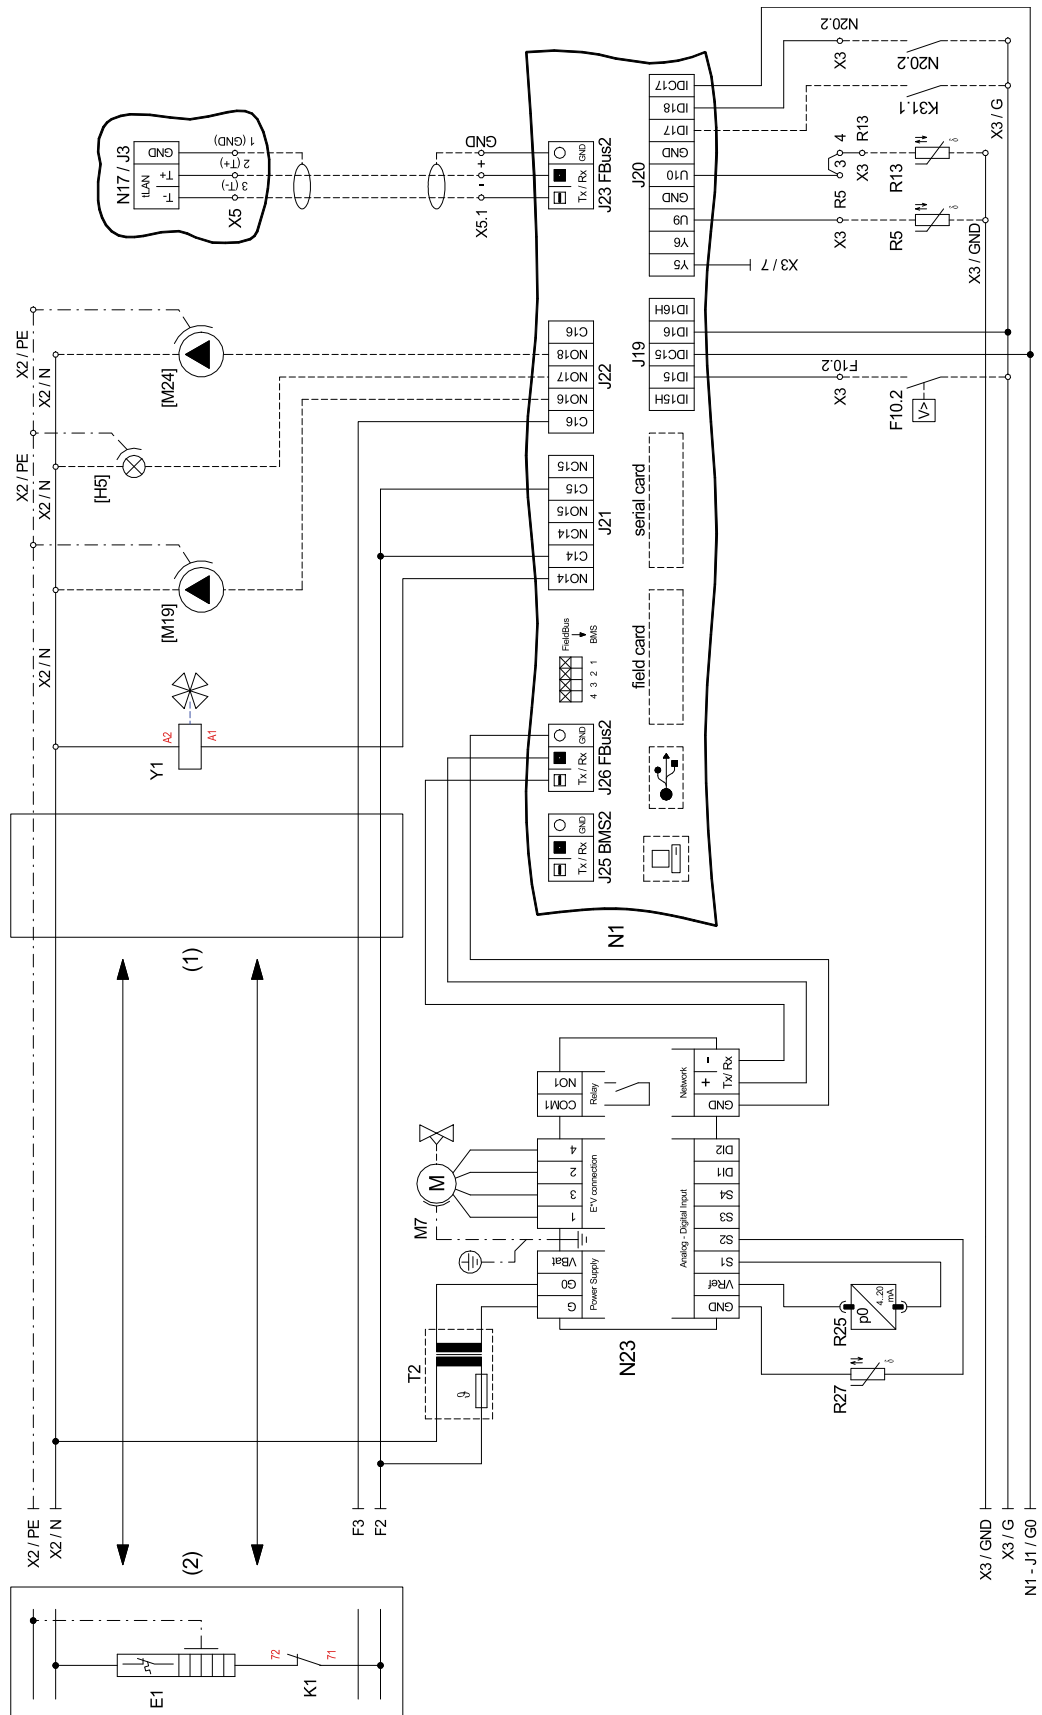 N17 / J3
tLAN
T-
T+
GND
3 (T-)
2 (T+)
1 (GND)
X5
X5.1
-
+
GND
Tx / Rx
GND
J23 FBus2
X2 / PE
X2 / N
[M24]
X2 / PE
X2 / N
[H5]
X2 / N
[M19]
Y1
A2
A1
C16
NO16
NO17
NO18
C16
J22
NO14
C14
NC14
NO15
C15
NC15
J21
FieldBus
BMS
4 3 2 1
Tx / Rx
GND
J26 FBus2
Tx / Rx
GND
J25 BMS2
N1
field card
serial card
J20
Y5
Y6
U9
GND
U10
GND
ID17
ID18
IDC17
J19
ID15H
ID15
IDC15
ID16
ID16H
X3 / 7
X3
N20.2
N20.2
K31.1
X3 / G
X3
R5
3
4
X3
R13
R13
δ
X3
R5
δ
X3 / GND
X3
F10.2
F10.2
V>
(1)
(2)
N23
Power Supply
G
G0
VBat
E*V connection
1
3
2
4
Relay
COM1
NO1
Network
GND
+
-
Tx/ Rx
Analog - Digital Input
GND
VRef
S1
S2
S3
S4
DI1
DI2
M7
M
T2
ϑ
R25
p0
4..20
mA
R27
δ
X2 / PE
X2 / N
F3
F2
X3 / GND
X3 / G
N1 - J1 / G0
E1
K1
72
71